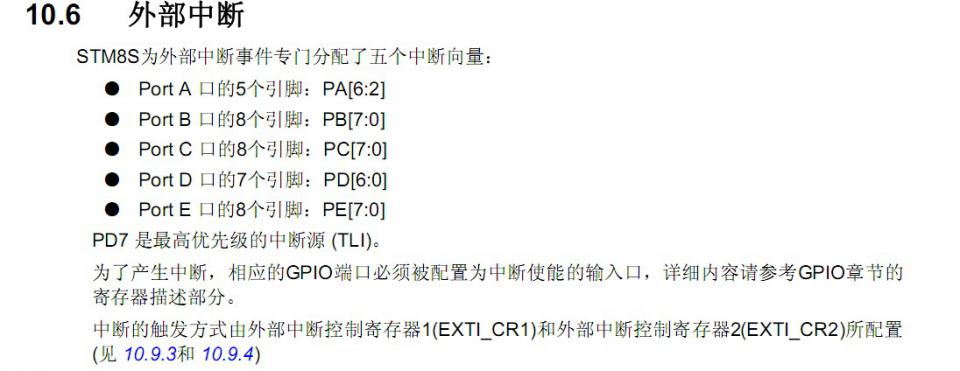 10.6 外部中断
STM8S为外部中断事件专门分配了五个中断向量：
● Port A 口的5个引脚：PA[6:2]
● Port B 口的8个引脚：PB[7:0]
● Port C 口的8个引脚：PC[7:0]
● Port D 口的7个引脚：PD[6:0]
● Port E 口的8个引脚：PE[7:0]
PD7 是最高优先级的中断源 (TLI)。
为了产生中断，相应的GPIO端口必须被配置为中断使能的输入口，详细内容请参考GPIO章节的
寄存器描述部分。
中断的触发方式由外部中断控制寄存器1(EXTI_CR1)和外部中断控制寄存器2(EXTI_CR2)所配置
(见 10.9.3和 10.9.4)